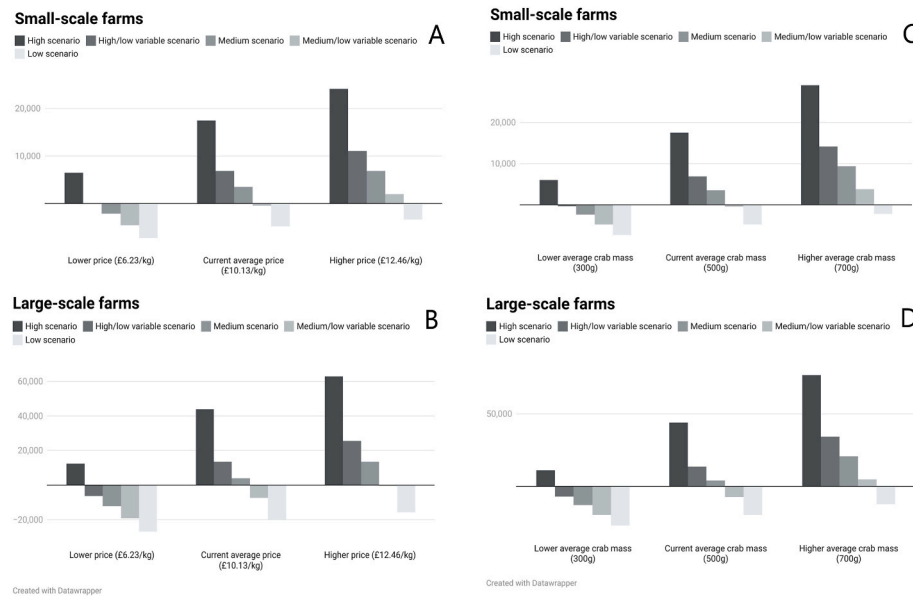 Small-scale farms
High scenario High/low variable scenario Medium scenario Medium/low variable scenario
Low scenario
A
20,000
10,000
Lower price (£6.23/kg) Current average price Higher price (£12.46/kg)
(£10.13/kg)
Large-scale farms
High scenario High/low variable scenario Medium scenario Medium/low variable scenario
Low scenario
B
60,000
40,000
20,000
−20,000
Lower price (£6.23/kg) Current average price Higher price (£12.46/kg)
(£10.13/kg)
Created with Datawrapper
Small-scale farms
High scenario High/low variable scenario Medium scenario Medium/low variable scenario
Low scenario
C
20,000
10,000
Lower average crab mass Current average crab mass Higher average crab mass
(300g) (500g) (700g)
Large-scale farms
High scenario High/low variable scenario Medium scenario Medium/low variable scenario
Low scenario
D
50,000
Lower average crab mass Current average crab mass Higher average crab mass
(300g) (500g) (700g)
Created with Datawrapper